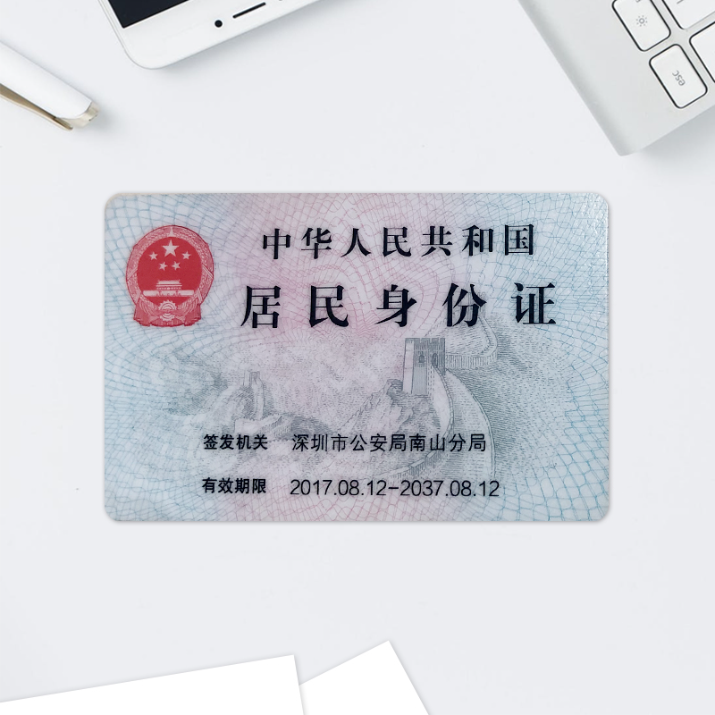 esc
中华人民共和国
居民身份证
签发机关 深圳市公安局南山分局
有效期限 2017.08.12-2037.08.12